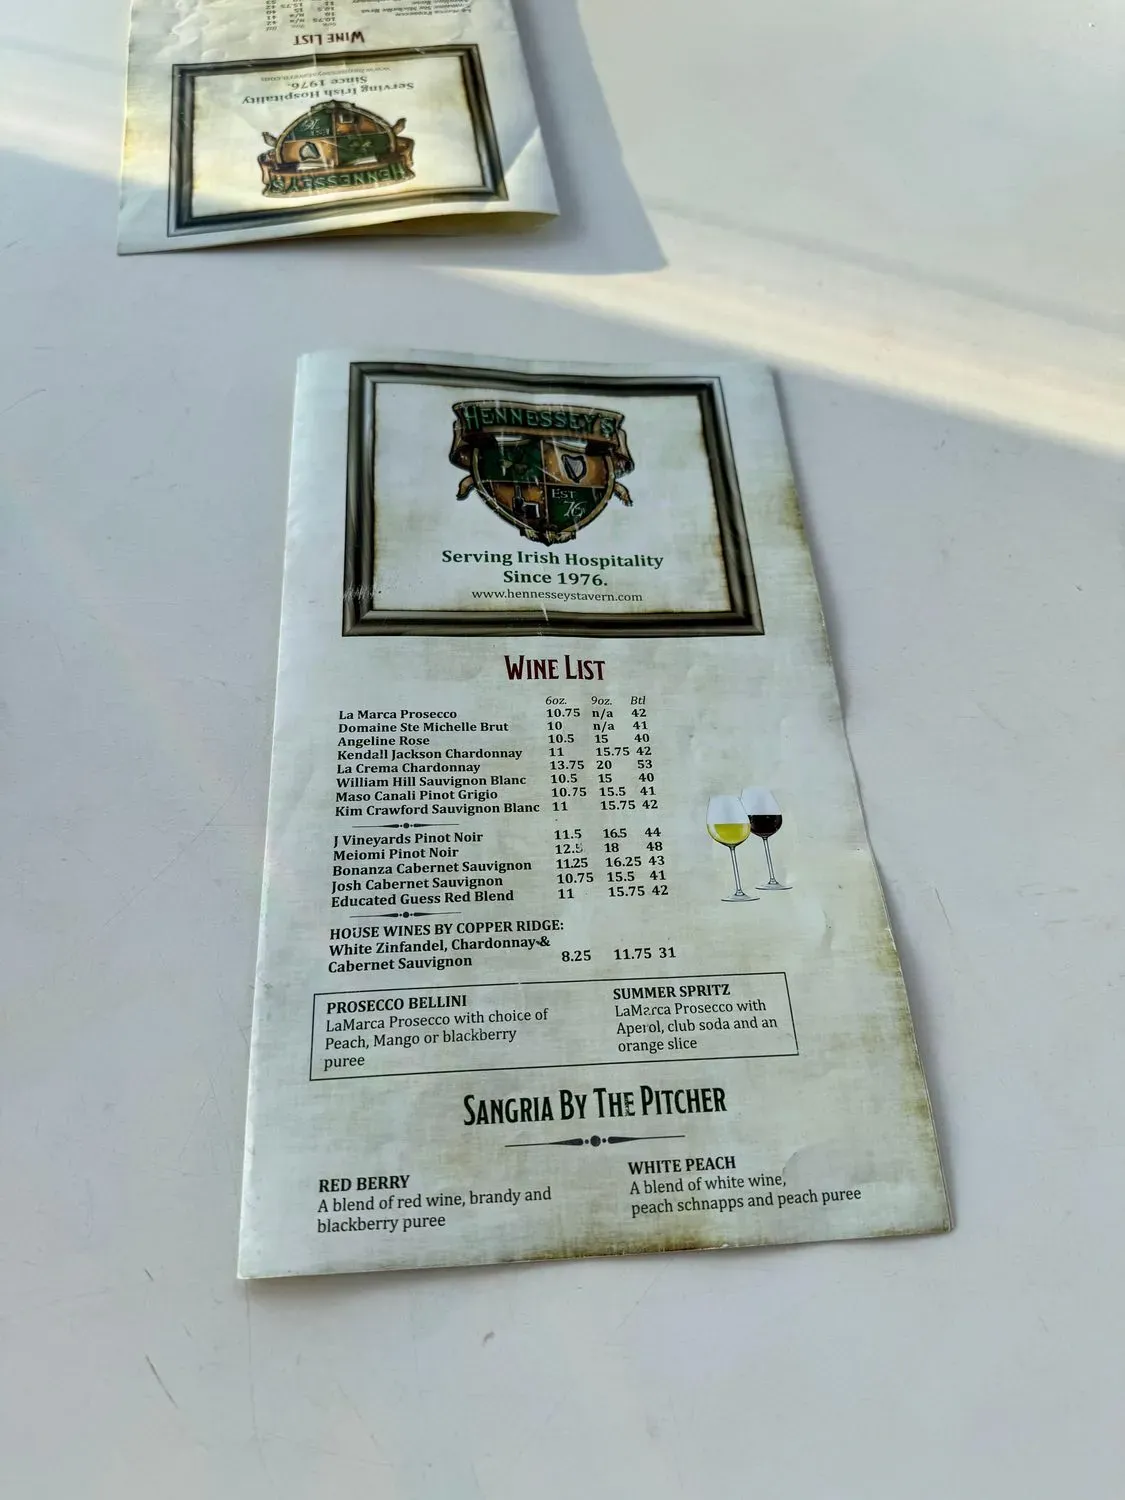 WINE LIST
Serving Irish Hospitality
Since 1976.
www.hennesseystavern.com
HENNESSEY'S
EST
76
HENNESSEY'S
EST
76
Serving Irish Hospitality
Since 1976.
www.hennesseystavern.com
WINE LIST
6oz. 9oz. Btl
La Marca Prosecco 10.75 n/a 42
Domaine Ste Michelle Brut 10 n/a 41
Angeline Rose 10.5 15 40
Kendall Jackson Chardonnay 11 15.75 42
La Crema Chardonnay 13.75 20 53
William Hill Sauvignon Blanc 10.5 15 40
Maso Canali Pinot Grigio 10.75 15.5 41
Kim Crawford Sauvignon Blanc 11 15.75 42
J Vineyards Pinot Noir 11.5 16.5 44
Meiomi Pinot Noir 12.5 18 48
Bonanza Cabernet Sauvignon 11.25 16.25 43
Josh Cabernet Sauvignon 10.75 15.5 41
Educated Guess Red Blend 11 15.75 42
HOUSE WINES BY COPPER RIDGE:
White Zinfandel, Chardonnay &
Cabernet Sauvignon 8.25 11.75 31
PROSECCO BELLINI
LaMarca Prosecco with choice of
Peach, Mango or blackberry
puree
SUMMER SPRITZ
LaMarca Prosecco with
Aperol, club soda and an
orange slice
SANGRIA BY THE PITCHER
RED BERRY
A blend of red wine, brandy and
blackberry puree
WHITE PEACH
A blend of white wine,
peach schnapps and peach puree